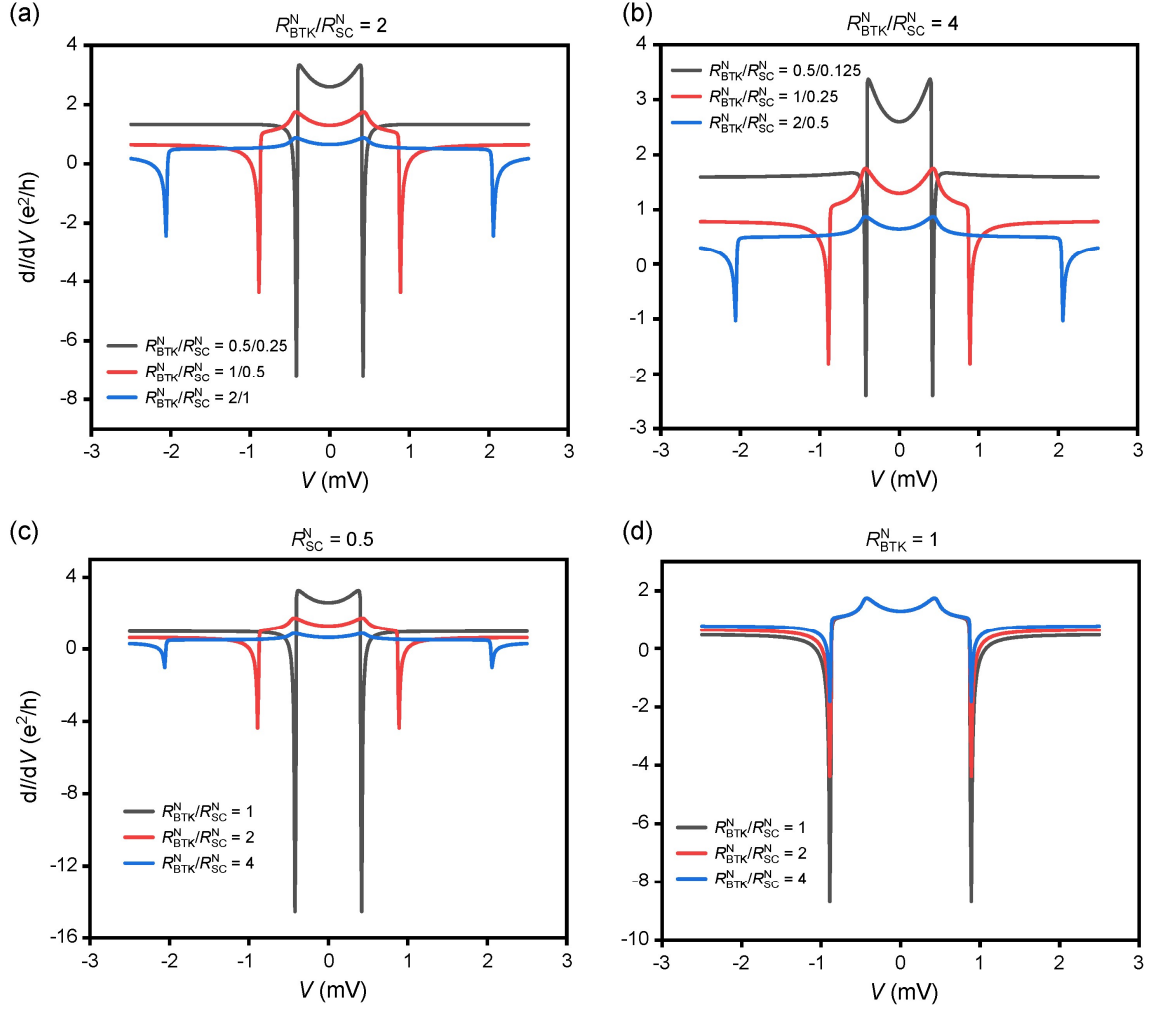 (a)
R^N_BTK/R^N_SC = 2
4
2
0
-2
-4
-6
-8
dI/dV (e²/h)
R^N_BTK/R^N_SC = 0.5/0.25
R^N_BTK/R^N_SC = 1/0.5
R^N_BTK/R^N_SC = 2/1
-3 -2 -1 0 1 2 3
V (mV)
(b)
R^N_BTK/R^N_SC = 4
4
3
2
1
0
-1
-2
-3
R^N_BTK/R^N_SC = 0.5/0.125
R^N_BTK/R^N_SC = 1/0.25
R^N_BTK/R^N_SC = 2/0.5
-3 -2 -1 0 1 2 3
V (mV)
(c)
R^N_SC = 0.5
4
0
-4
-8
-12
-16
dI/dV (e²/h)
R^N_BTK/R^N_SC = 1
R^N_BTK/R^N_SC = 2
R^N_BTK/R^N_SC = 4
-3 -2 -1 0 1 2 3
V (mV)
(d)
R^N_BTK = 1
2
0
-2
-4
-6
-8
-10
R^N_BTK/R^N_SC = 1
R^N_BTK/R^N_SC = 2
R^N_BTK/R^N_SC = 4
-3 -2 -1 0 1 2 3
V (mV)